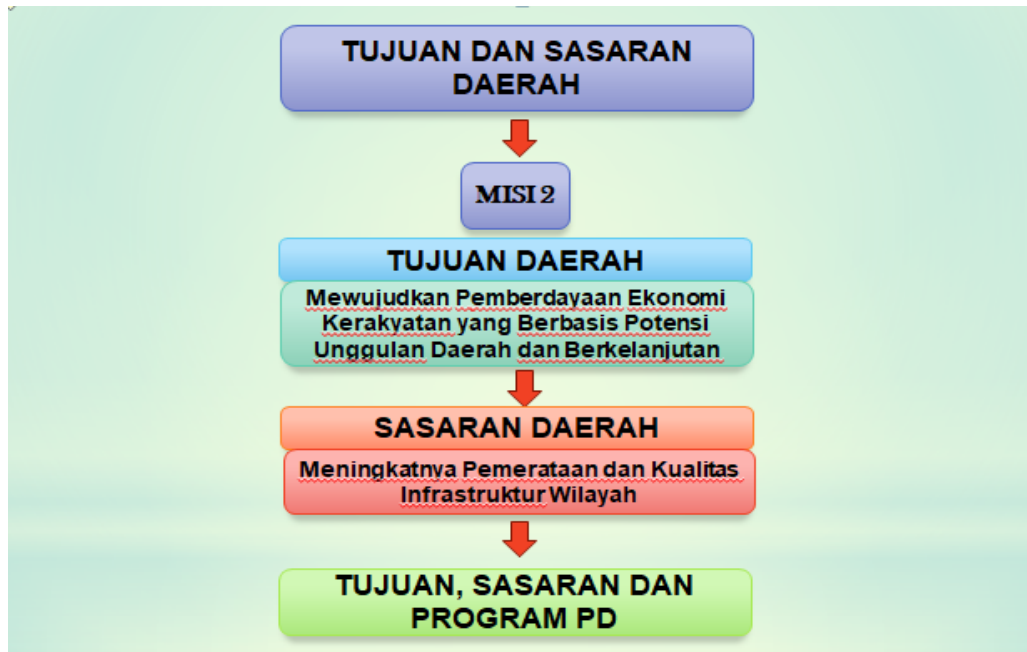 TUJUAN DAN SASARAN
DAERAH
MISI 2
TUJUAN DAERAH
Mewujudkan Pemberdayaan Ekonomi
Kerakyatan yang Berbasis Potensi
Unggulan Daerah dan Berkelanjutan
SASARAN DAERAH
Meningkatnya Pemerataan dan Kualitas
Infrastruktur Wilayah
TUJUAN, SASARAN DAN
PROGRAM PD